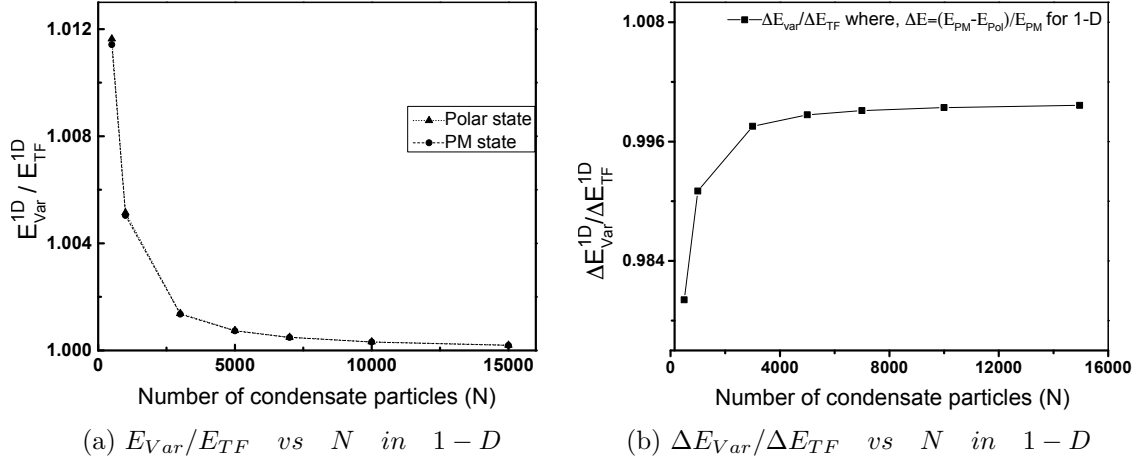 1.012
1.008
1.004
1.000
E^{1D}_{Var} / E^{1D}_{TF}
Polar state
PM state
0
5000
10000
15000
Number of condensate particles (N)
(a) E_{Var}/E_{TF} vs N in 1 − D
1.008
0.996
0.984
ΔE^{1D}_{Var}/ΔE^{1D}_{TF}
ΔE_{var}/ΔE_{TF} where, ΔE=(E_{PM}-E_{Pol})/E_{PM} for 1-D
0
4000
8000
12000
16000
Number of condensate particles (N)
(b) ΔE_{Var}/ΔE_{TF} vs N in 1 − D